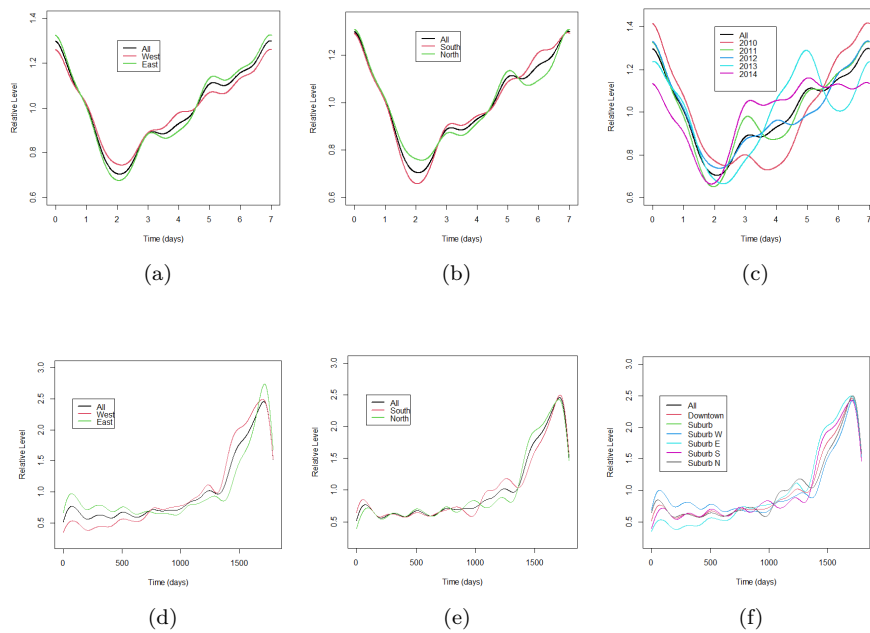 Relative Level
1.4
1.2
1.0
0.8
0.6
All
West
East
0 1 2 3 4 5 6 7
Time (days)
(a)
Relative Level
1.2
1.0
0.8
0.6
All
South
North
0 1 2 3 4 5 6 7
Time (days)
(b)
Relative Level
1.4
1.2
1.0
0.8
0.6
All
2010
2011
2012
2013
2014
0 1 2 3 4 5 6 7
Time (days)
(c)
Relative Level
3.0
2.5
2.0
1.5
1.0
0.5
All
West
East
0 500 1000 1500
Time (days)
(d)
Relative Level
3.0
2.5
2.0
1.5
1.0
0.5
All
South
North
0 500 1000 1500
Time (days)
(e)
Relative Level
3.0
2.5
2.0
1.5
1.0
0.5
All
Downtown
Suburb
Suburb W
Suburb E
Suburb S
Suburb N
0 500 1000 1500
Time (days)
(f)